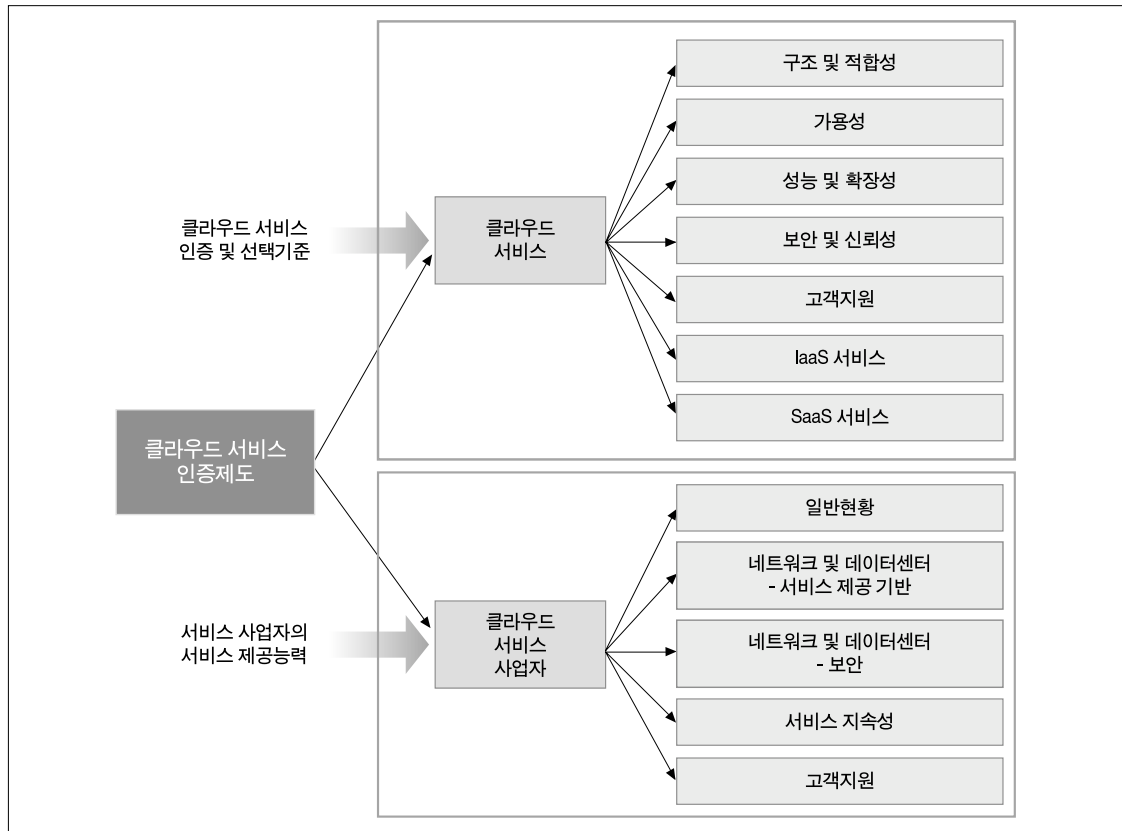 구조 및 적합성
가용성
성능 및 확장성
클라우드 서비스
인증 및 선택기준
클라우드
서비스
보안 및 신뢰성
고객지원
IaaS 서비스
SaaS 서비스
클라우드 서비스
인증제도
일반현황
네트워크 및 데이터센터
- 서비스 제공 기반
서비스 사업자의
서비스 제공능력
클라우드
서비스
사업자
네트워크 및 데이터센터
- 보안
서비스 지속성
고객지원